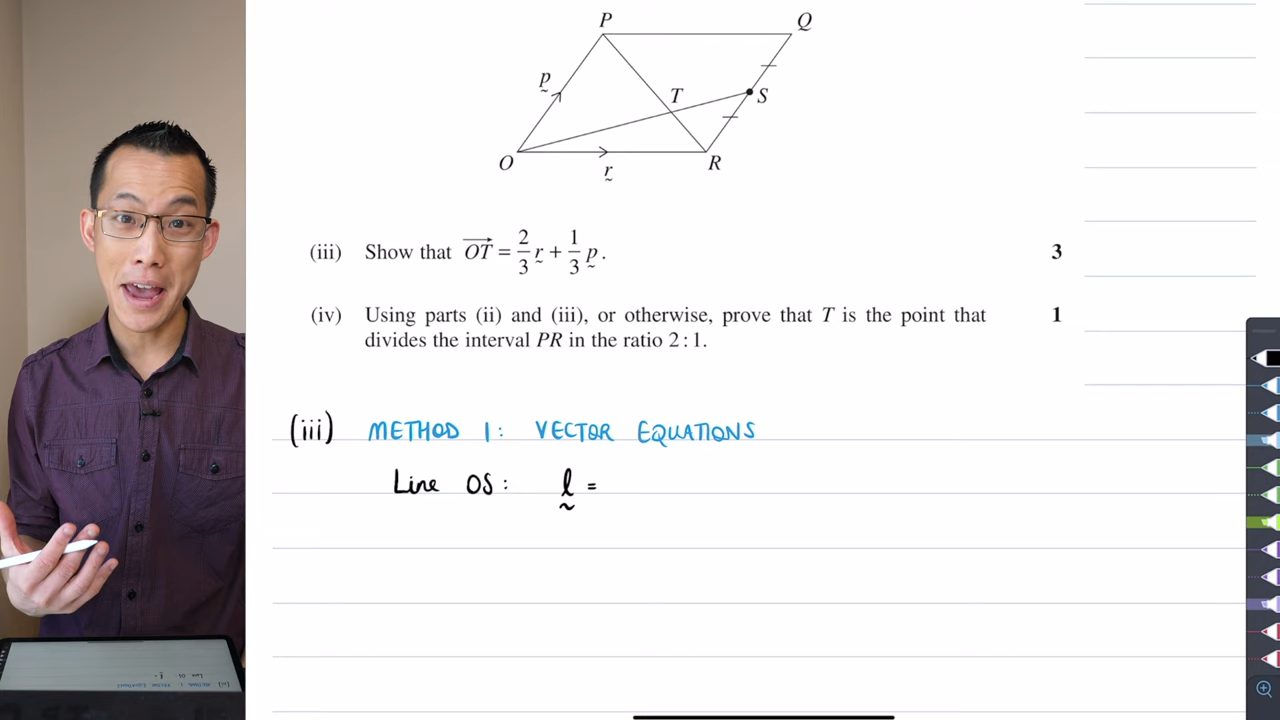 P
Q
p
T
S
O
R
r
(iii) Show that OT = 2/3 r + 1/3 p. 3
(iv) Using parts (ii) and (iii), or otherwise, prove that T is the point that 1
divides the interval PR in the ratio 2 : 1.
(iii) METHOD 1: VECTOR EQUATIONS
Line OS: l =